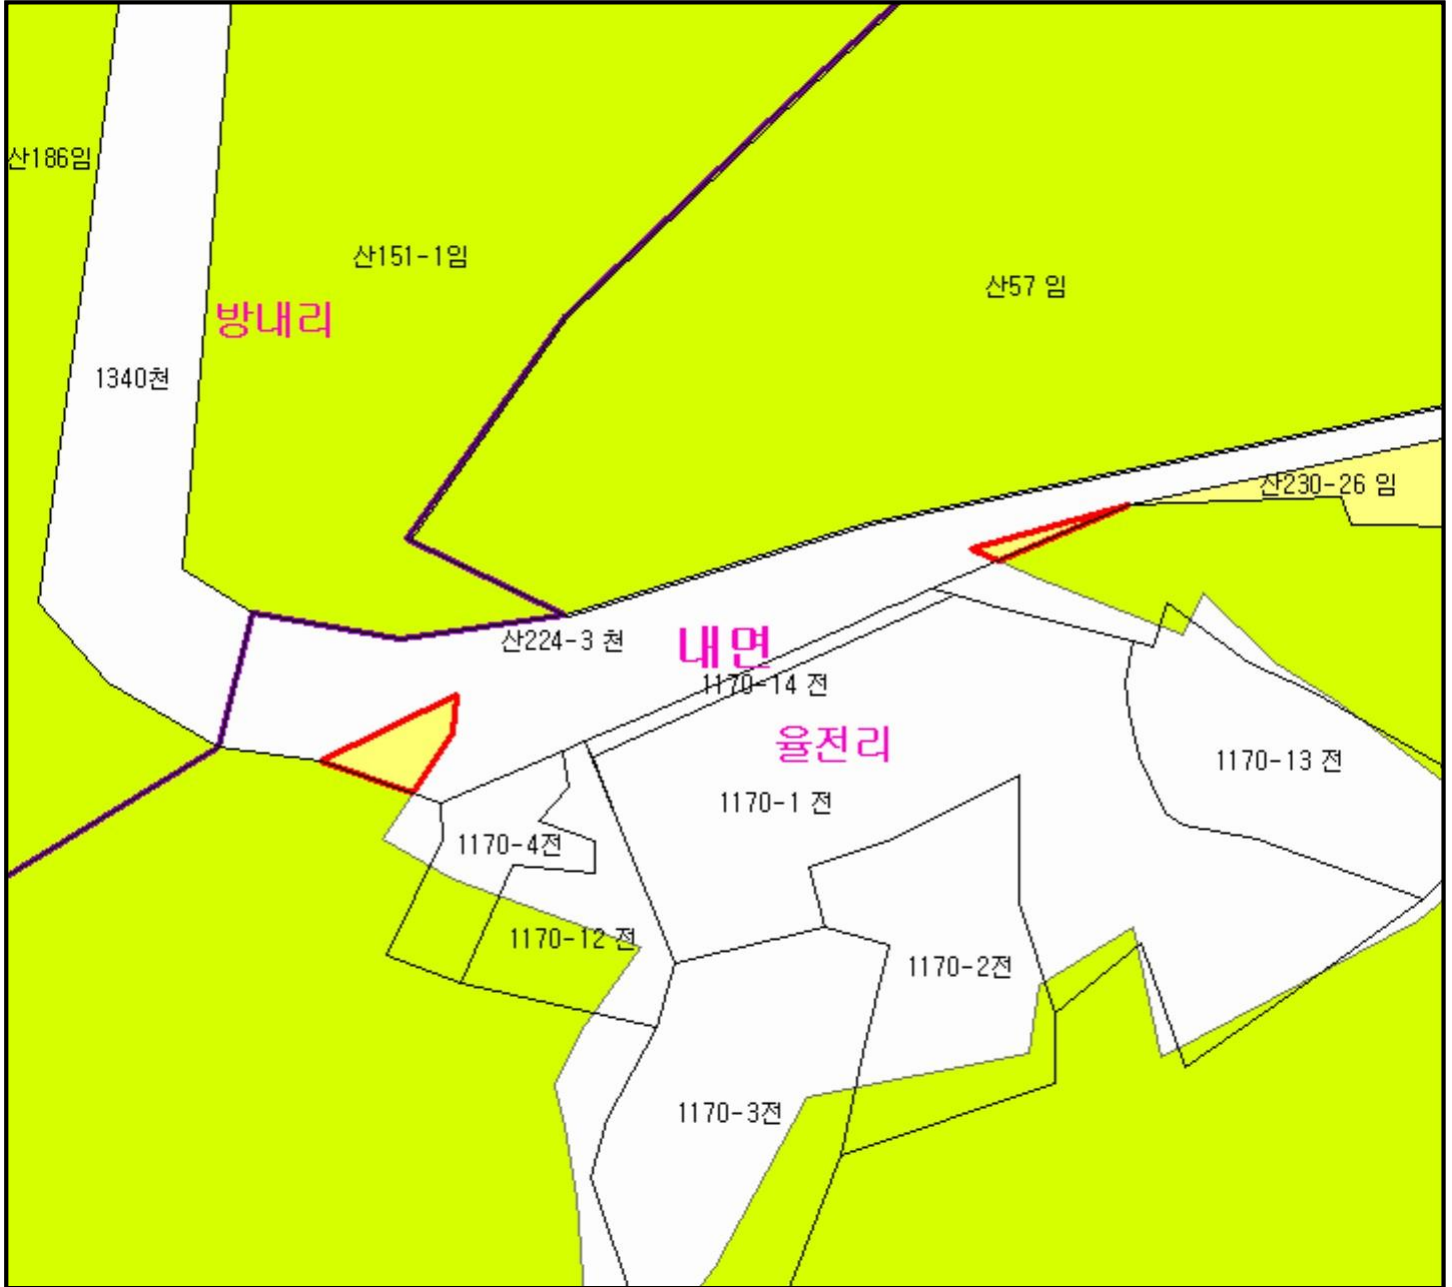 산186임
산151-1임
산57 임
방내리
1340천
산230-26 임
산224-3 천
내면
1170-14 전
율전리
1170-13 전
1170-1 전
1170-4전
1170-12 전
1170-2전
1170-3전